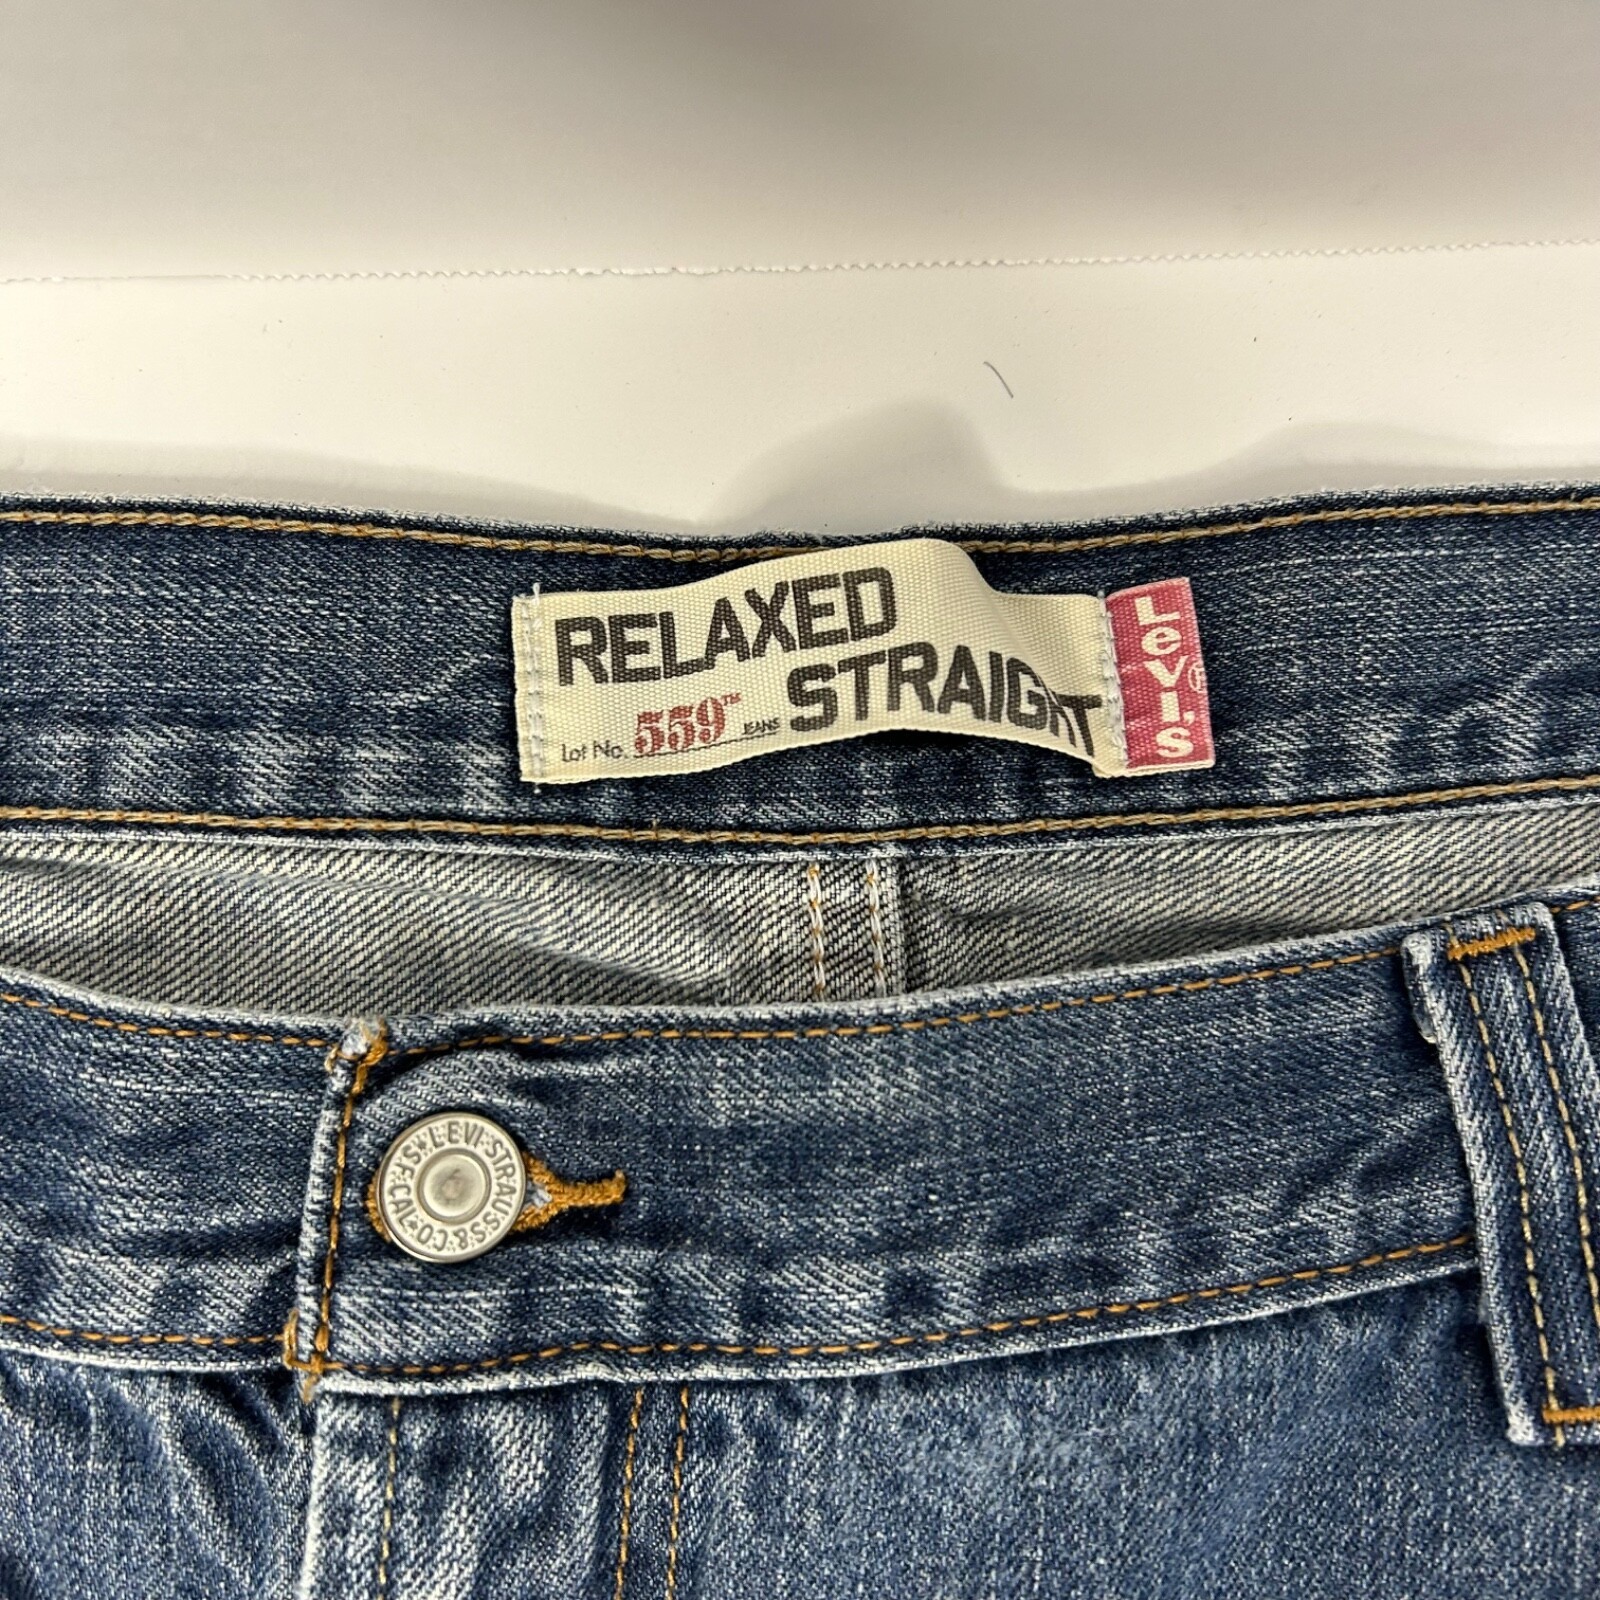 RELAXED
STRAIGHT
Lot No. 559™ JEANS
Levi's®
LEVI STRAUSS & CO. S.F. CAL